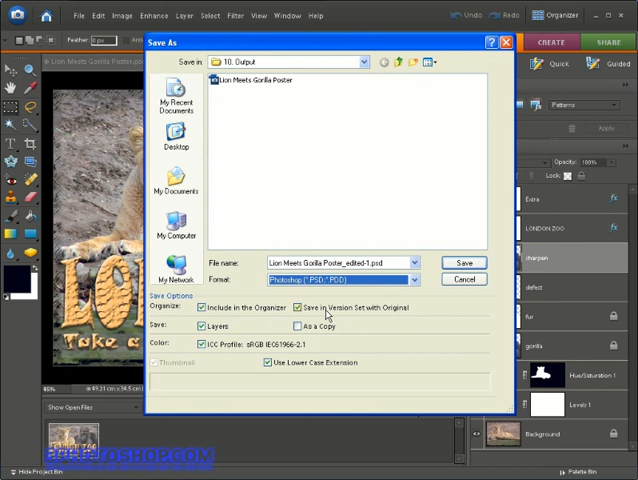 File Edit Image Enhance Layer Select Filter View Window Help
Undo Redo Organizer
Feather: 0 px
CREATE SHARE
Quick Guided
Patterns
Apply
Opacity: 100%
Lock:
Save As
Save in: 10. Output
Lion Meets Gorilla Poster
My Recent Documents
Desktop
My Documents
My Computer
My Network
File name: Lion Meets Gorilla Poster_edited-1.psd
Save
Format: Photoshop (*.PSD;*.PDD)
Cancel
Save Options
Organize: Include in the Organizer Save in Version Set with Original
Save: Layers As a Copy
Color: ICC Profile: sRGB IEC61966-2.1
Thumbnail Use Lower Case Extension
Extra
LONDON ZOO
sharpen
defect
fur
gorilla
Hue/Saturation 1
Levels 1
Background
Take a
Show Open Files
Hide Project Bin
Palette Bin